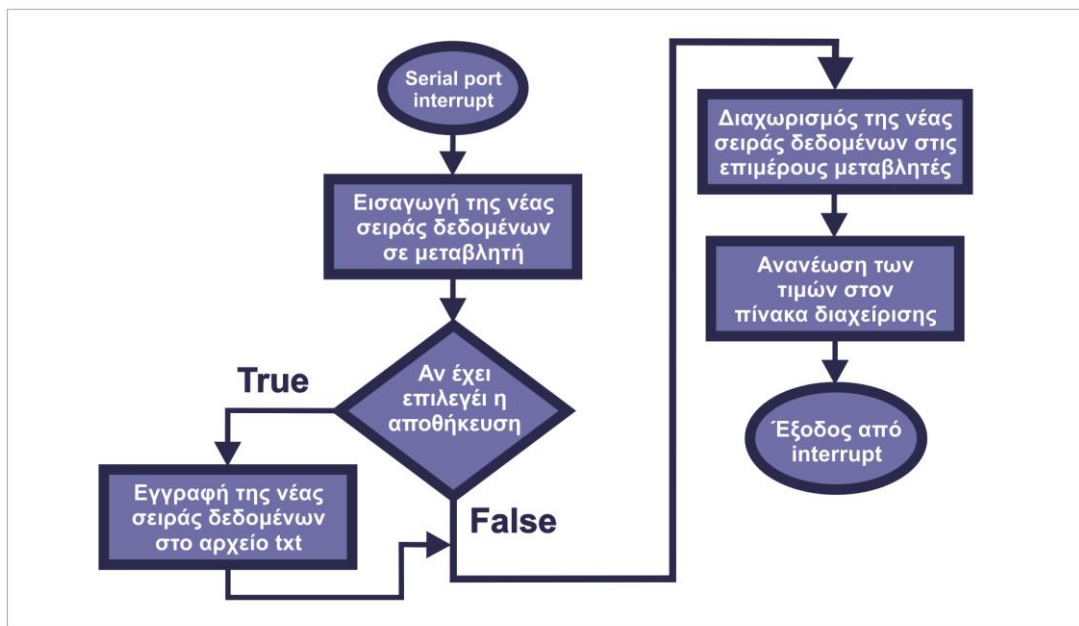 Serial port
interrupt
Εισαγωγή της νέας
σειράς δεδομένων
σε μεταβλητή
Αν έχει
επιλεγέι η
αποθήκευση
True
Εγγραφή της νέας
σειράς δεδομένων
στο αρχείο txt
False
Διαχωρισμός της νέας
σειράς δεδομένων στις
επιμέρους μεταβλητές
Ανανέωση των
τιμών στον
πίνακα διαχείρισης
Έξοδος από
interrupt